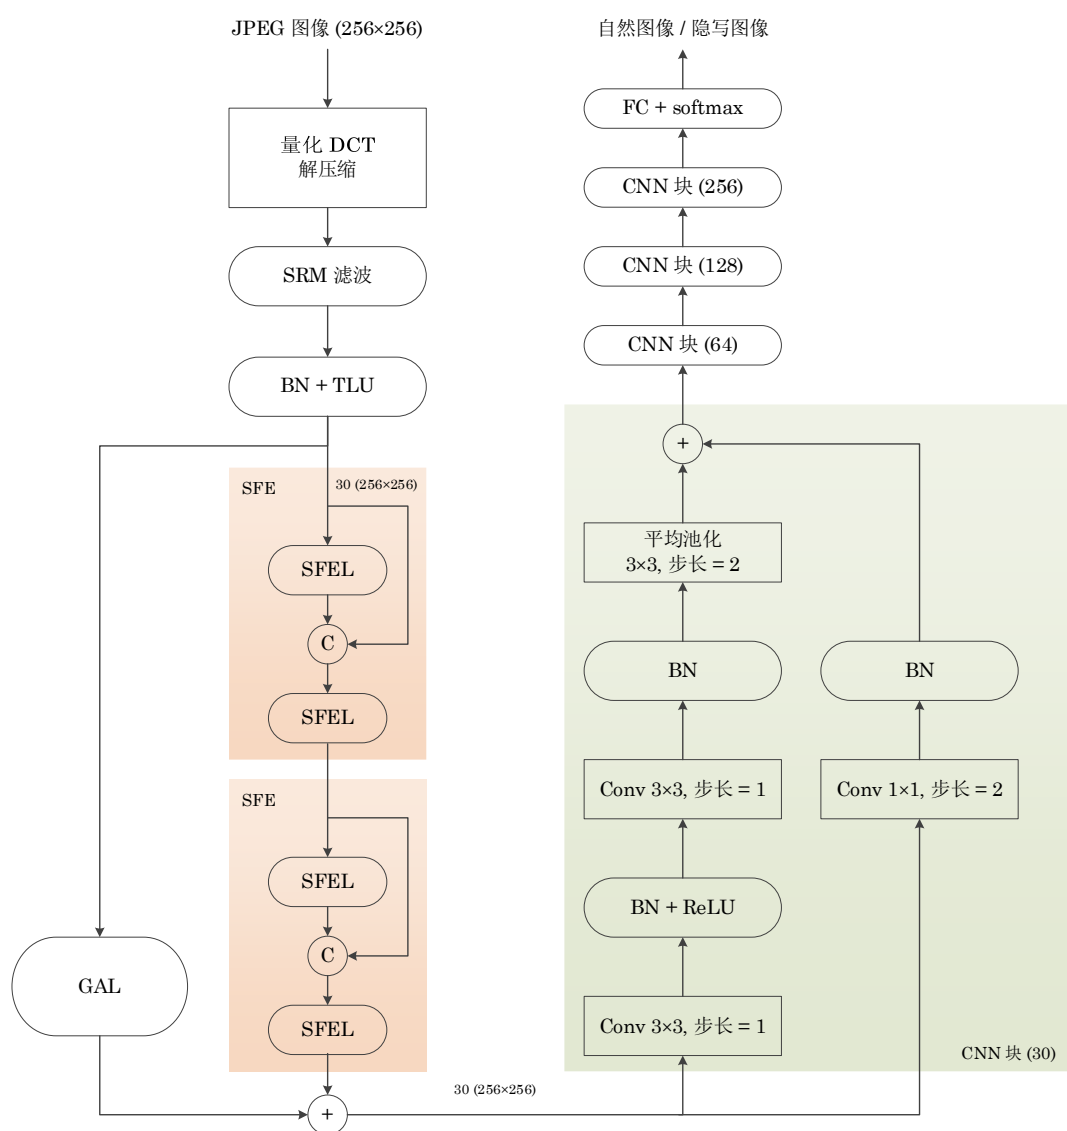 JPEG 图像 (256×256)
量化 DCT
解压缩
SRM 滤波
BN + TLU
SFE
30 (256×256)
SFEL
C
SFEL
SFE
SFEL
C
SFEL
GAL
+
30 (256×256)
自然图像 / 隐写图像
FC + softmax
CNN 块 (256)
CNN 块 (128)
CNN 块 (64)
+
平均池化
3×3, 步长 = 2
BN
BN
Conv 3×3, 步长 = 1
Conv 1×1, 步长 = 2
BN + ReLU
Conv 3×3, 步长 = 1
CNN 块 (30)